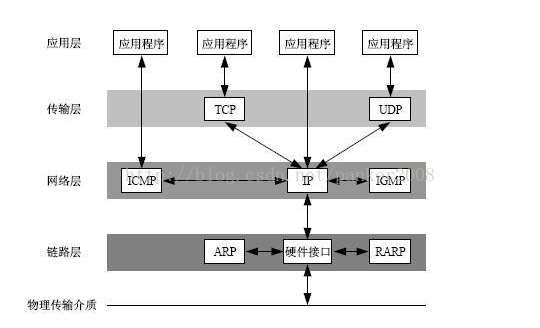 应用层 应用程序 应用程序 应用程序 应用程序
传输层 TCP UDP
网络层 ICMP IP IGMP
链路层 ARP 硬件接口 RARP
物理传输介质